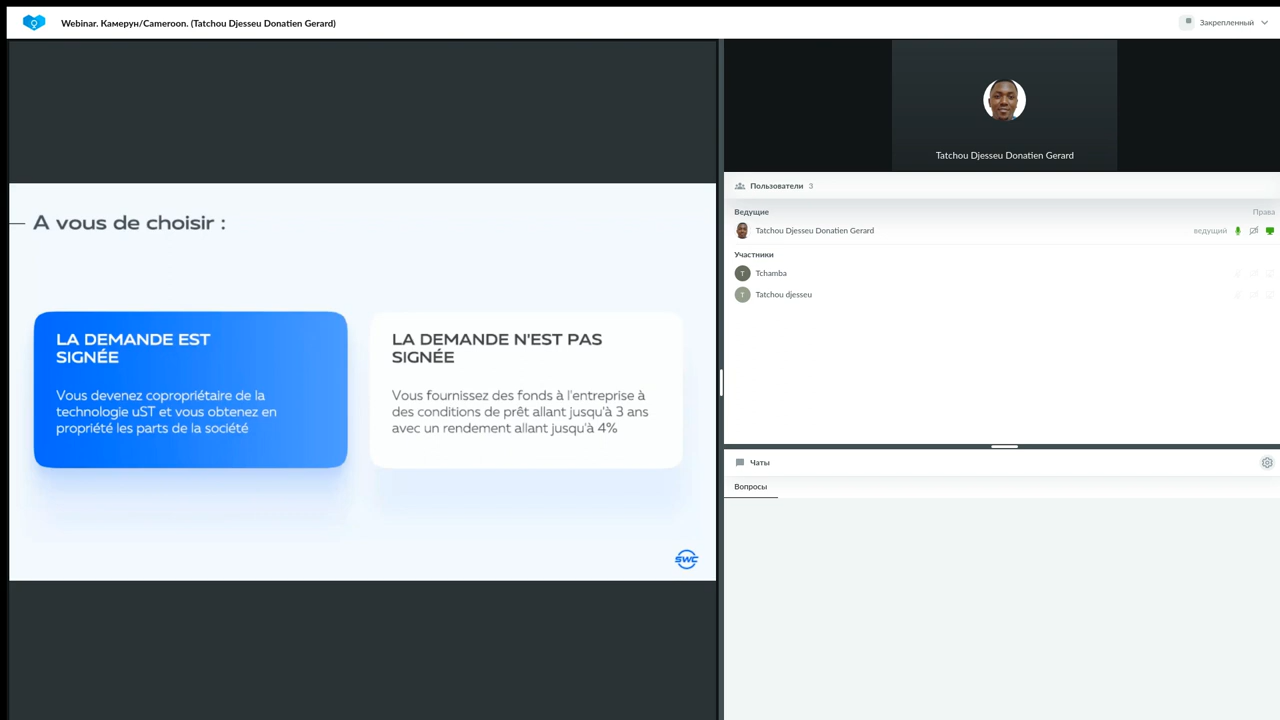 Webinar. Камерун/Cameroon. (Tatchou Djesseu Donatien Gerard)
Закрепленный
A vous de choisir :
LA DEMANDE EST
SIGNÉE
Vous devenez copropriétaire de la
technologie uST et vous obtenez en
propriété les parts de la société
LA DEMANDE N'EST PAS
SIGNÉE
Vous fournissez des fonds à l'entreprise à
des conditions de prêt allant jusqu'à 3 ans
avec un rendement allant jusqu'à 4%
SWC
Tatchou Djesseu Donatien Gerard
Пользователи 3
Ведущие Права
Tatchou Djesseu Donatien Gerard ведущий
Участники
T Tchamba
T Tatchou djesseu
Чаты
Вопросы